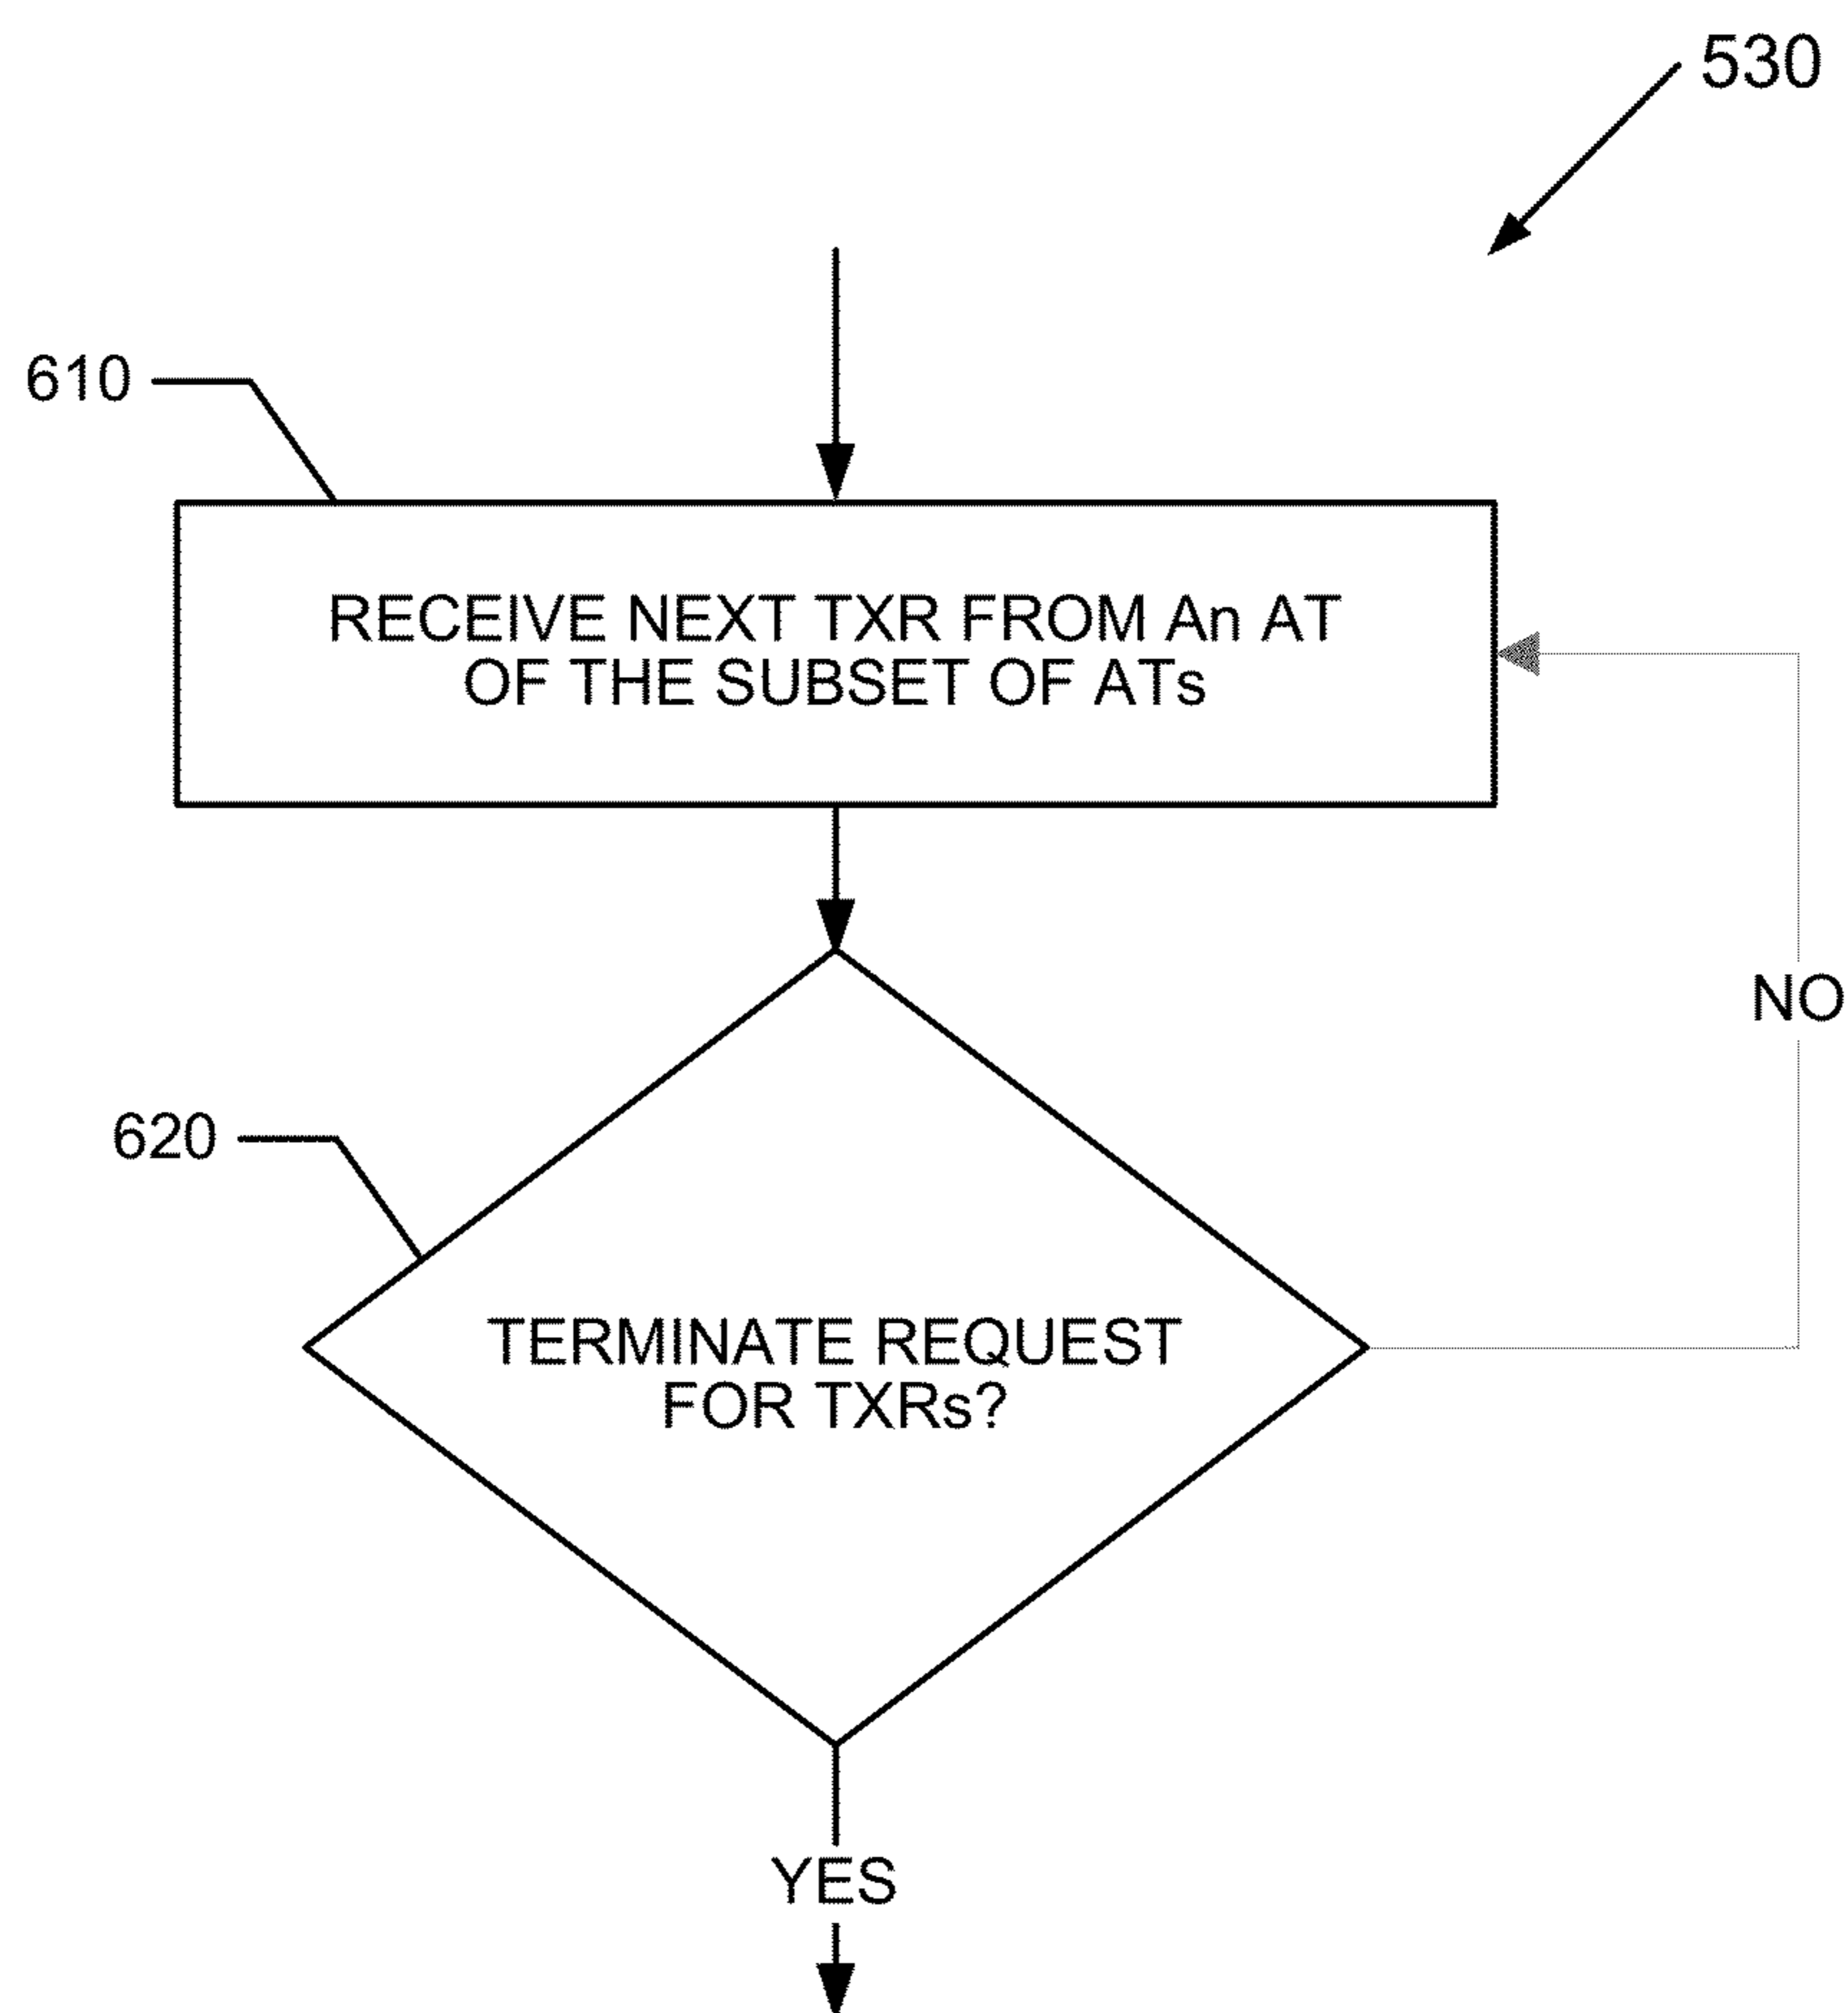 530
610
RECEIVE NEXT TXR FROM An AT
OF THE SUBSET OF ATs
NO
620
TERMINATE REQUEST
FOR TXRs?
YES